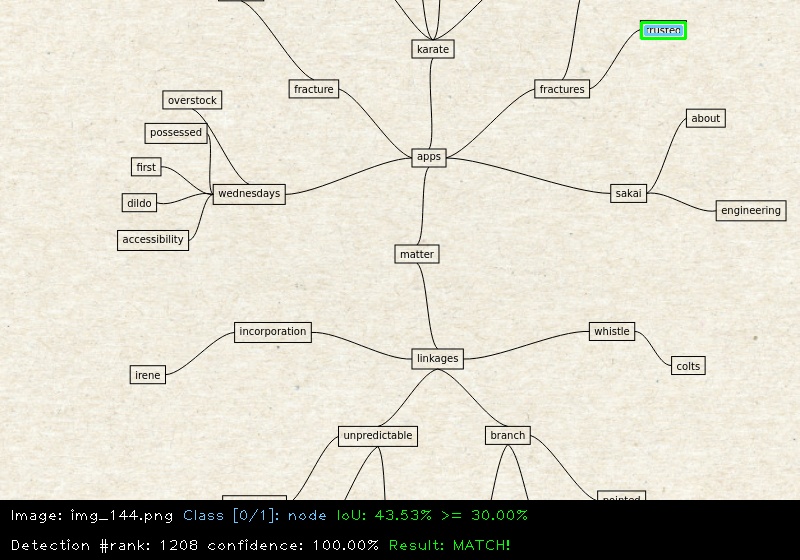 trusted
karate
fracture
fractures
overstock
about
possessed
apps
first
wednesdays
sakai
dildo
engineering
accessibility
matter
incorporation
whistle
linkages
colts
irene
unpredictable
branch
pointed
Image: img_144.png Class [0/1]: node IoU: 43.53% >= 30.00%
Detection #rank: 1208 confidence: 100.00% Result: MATCH!